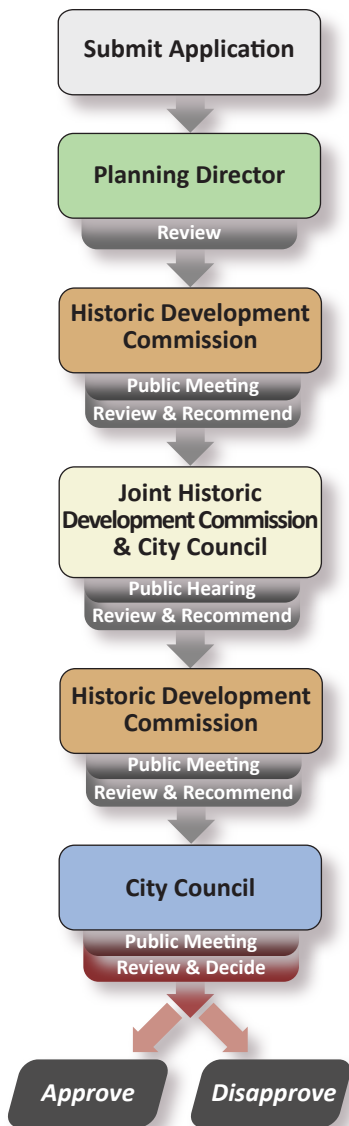 Submit Application
Planning Director
Review
Historic Development
Commission
Public Meeting
Review & Recommend
Joint Historic
Development Commission
& City Council
Public Hearing
Review & Recommend
Historic Development
Commission
Public Meeting
Review & Recommend
City Council
Public Meeting
Review & Decide
Approve
Disapprove